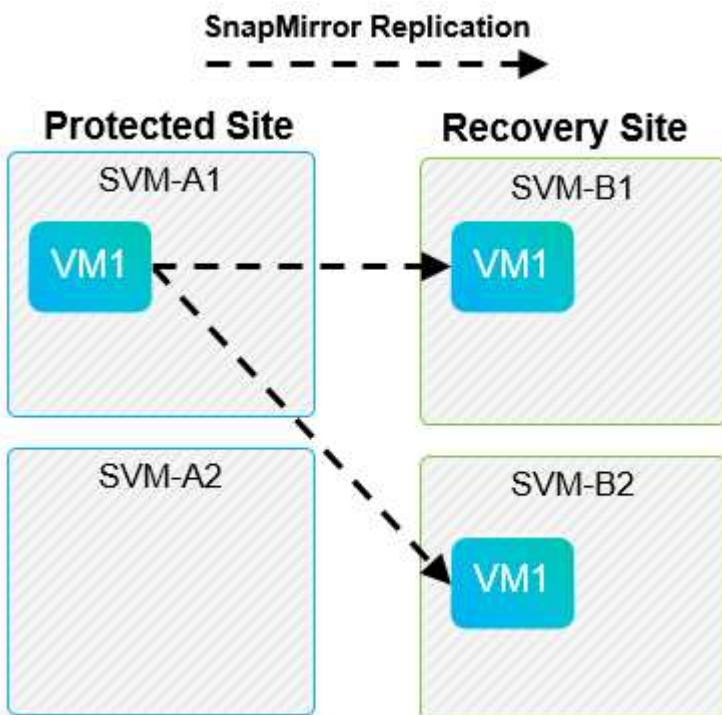 SnapMirror Replication
Protected Site
Recovery Site
SVM-A1
SVM-B1
VM1
VM1
SVM-A2
SVM-B2
VM1